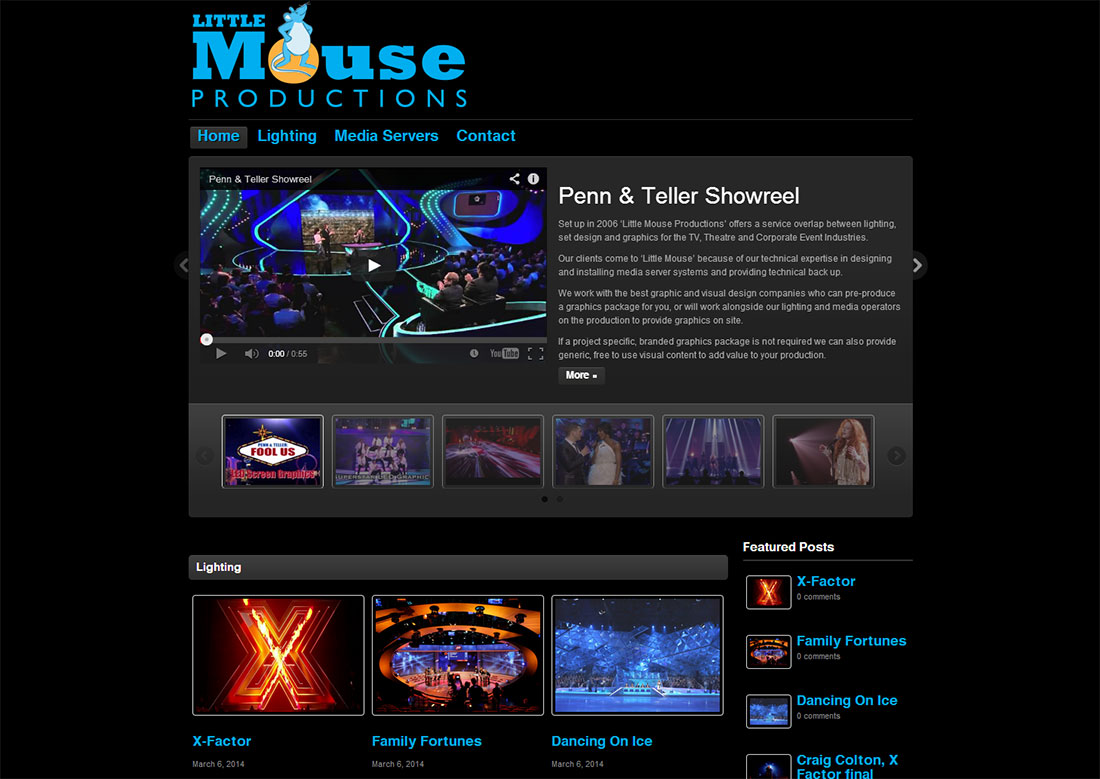 LITTLE
Mouse
PRODUCTIONS
Home Lighting Media Servers Contact
Penn & Teller Showreel
0:00 / 0:55
YouTube
Penn & Teller Showreel
Set up in 2006 'Little Mouse Productions' offers a service overlap between lighting,
set design and graphics for the TV, Theatre and Corporate Event Industries.
Our clients come to 'Little Mouse' because of our technical expertise in designing
and installing media server systems and providing technical back up.
We work with the best graphic and visual design companies who can pre-produce
a graphics package for you, or will work alongside our lighting and media operators
on the production to provide graphics on site.
If a project specific, branded graphics package is not required we can also provide
generic, free to use visual content to add value to your production.
More »
PENN & TELLER
FOOL US
LED Screen Graphics
SUPERSTAR LED GRAPHIC
Lighting
X-Factor
March 6, 2014
Family Fortunes
March 6, 2014
Dancing On Ice
March 6, 2014
Featured Posts
X-Factor
0 comments
Family Fortunes
0 comments
Dancing On Ice
0 comments
Craig Colton, X
Factor final